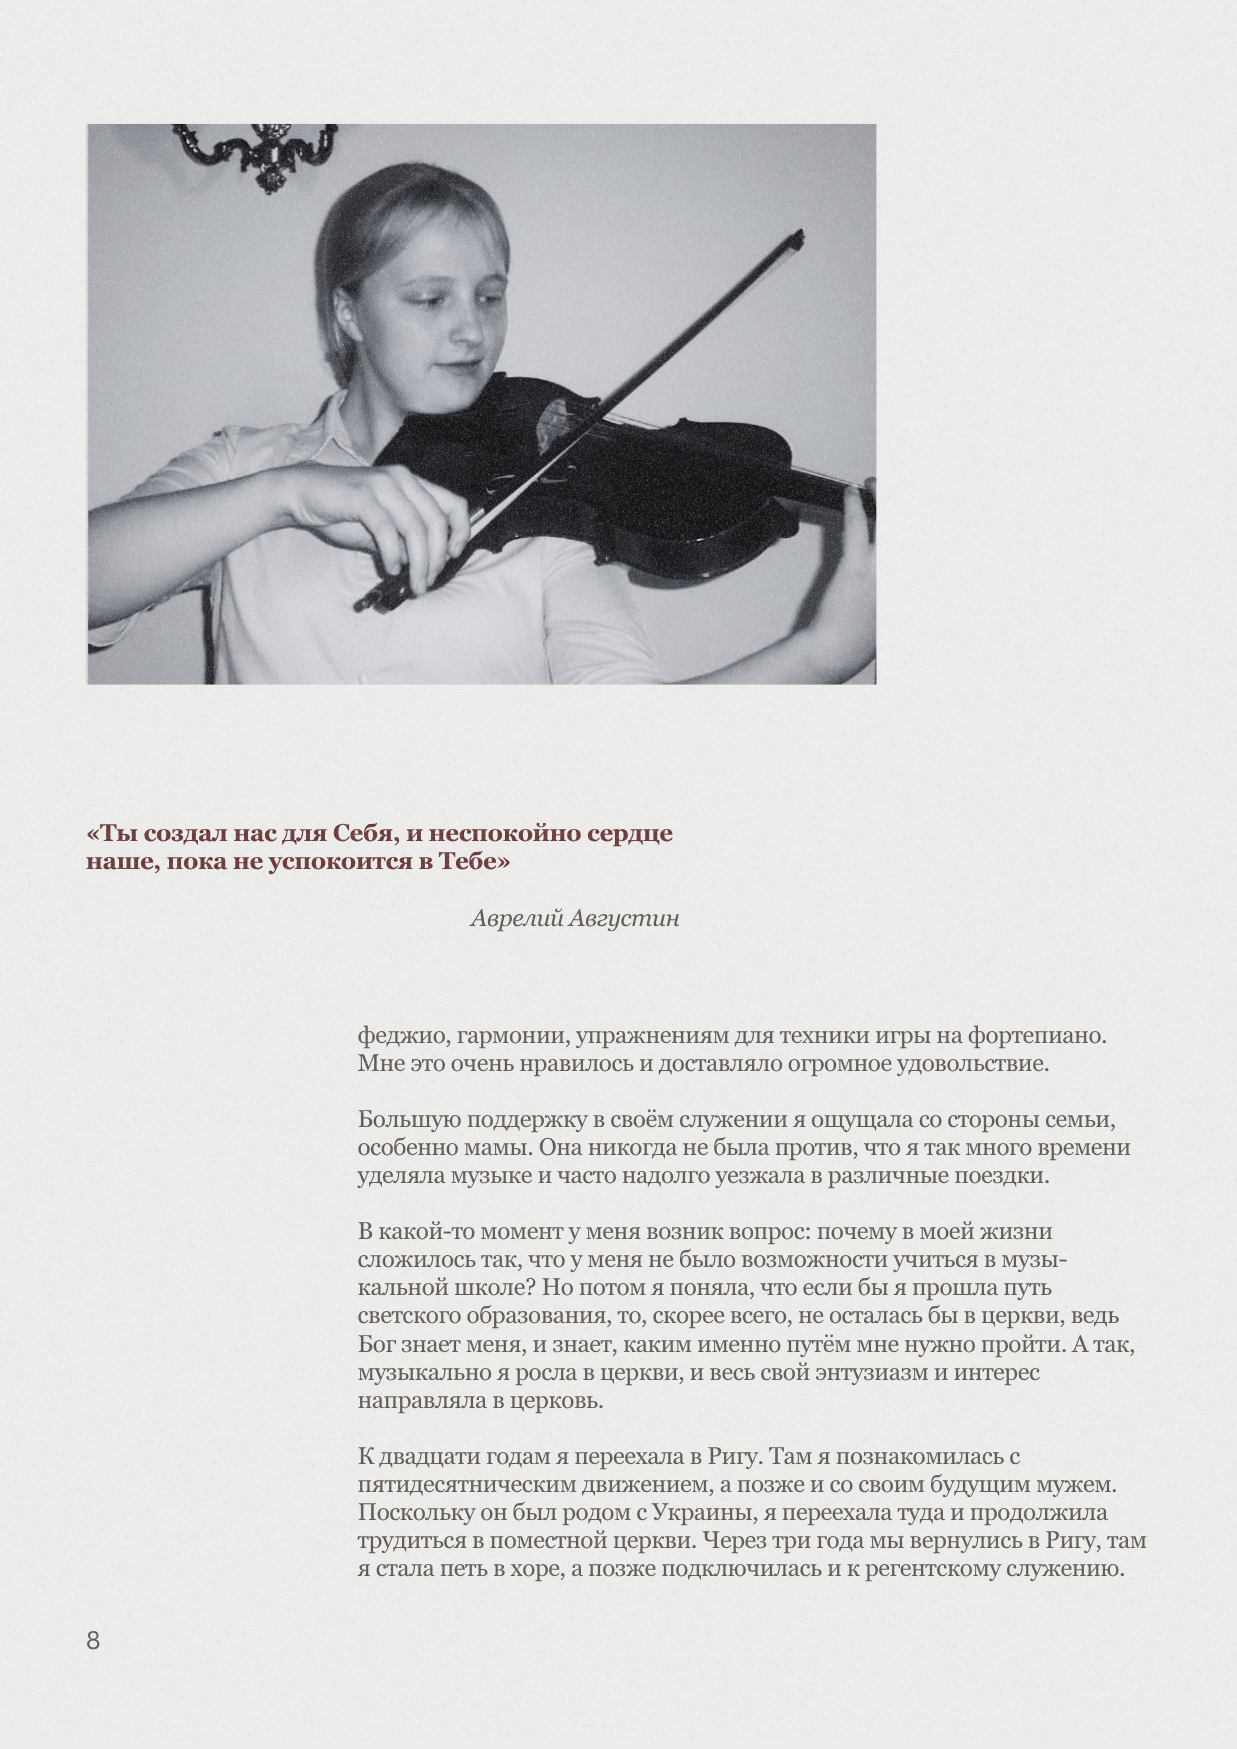 «Ты создал нас для Себя, и неспокойно сердце
наше, пока не успокоится в Тебе»
Аврелий Августин
феджио, гармонии, упражнениям для техники игры на фортепиано.
Мне это очень нравилось и доставляло огромное удовольствие.
Большую поддержку в своём служении я ощущала со стороны семьи,
особенно мамы. Она никогда не была против, что я так много времени
уделяла музыке и часто надолго уезжала в различные поездки.
В какой-то момент у меня возник вопрос: почему в моей жизни
сложилось так, что у меня не было возможности учиться в музы-
кальной школе? Но потом я поняла, что если бы я прошла путь
светского образования, то, скорее всего, не осталась бы в церкви, ведь
Бог знает меня, и знает, каким именно путём мне нужно пройти. А так,
музыкально я росла в церкви, и весь свой энтузиазм и интерес
направляла в церковь.
К двадцати годам я переехала в Ригу. Там я познакомилась с
пятидесятническим движением, а позже и со своим будущим мужем.
Поскольку он был родом с Украины, я переехала туда и продолжила
трудиться в поместной церкви. Через три года мы вернулись в Ригу, там
я стала петь в хоре, а позже подключилась и к регентскому служению.
8